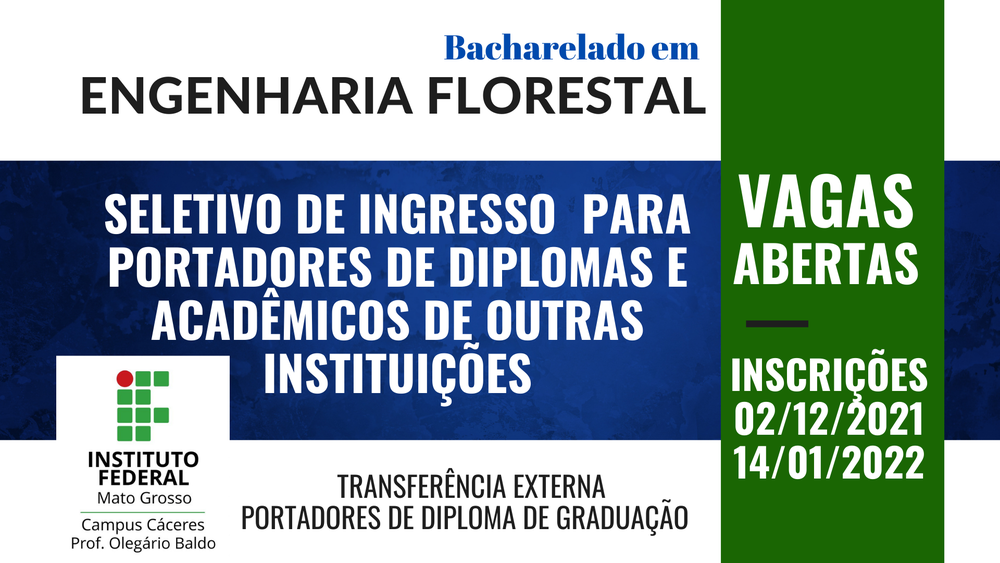 Bacharelado em
ENGENHARIA FLORESTAL
SELETIVO DE INGRESSO PARA
PORTADORES DE DIPLOMAS E
ACADÊMICOS DE OUTRAS
INSTITUIÇÕES
VAGAS
ABERTAS
INSCRIÇÕES
02/12/2021
14/01/2022
INSTITUTO
FEDERAL
Mato Grosso
Campus Cáceres
Prof. Olegário Baldo
TRANSFERÊNCIA EXTERNA
PORTADORES DE DIPLOMA DE GRADUAÇÃO